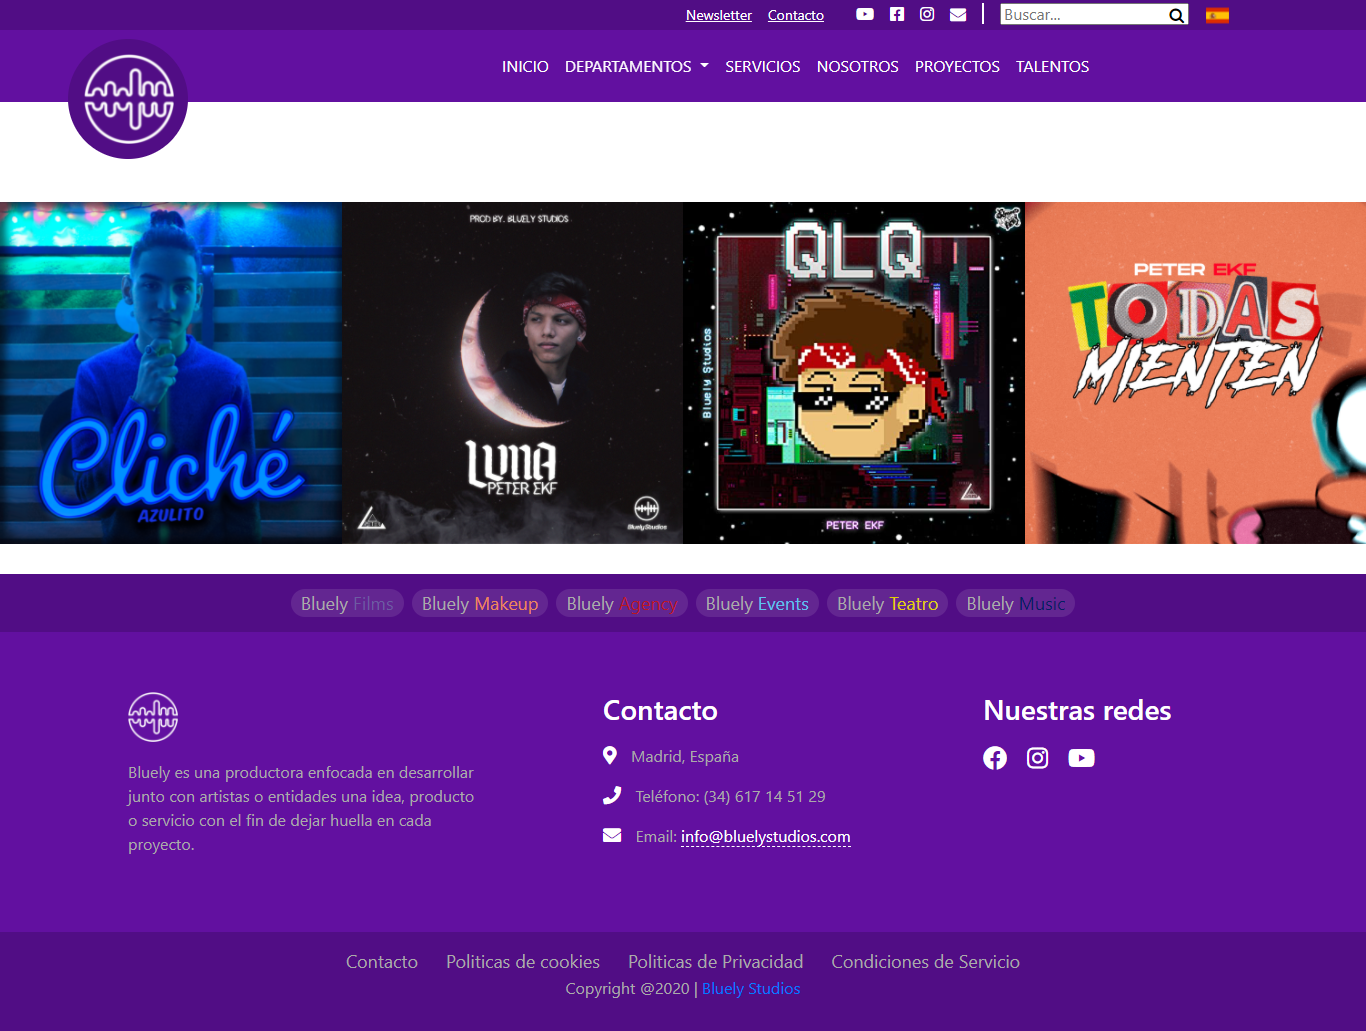 Newsletter Contacto Buscar...
INICIO DEPARTAMENTOS SERVICIOS NOSOTROS PROYECTOS TALENTOS
Cliché
AZULITO
PROD BY. BLUELY STUDIOS
LUNA
PETER EKF
Bluely Studios
QLQ
Bluely Studios
PETER EKF
PETER EKF
TODAS
MIENTEN
Bluely Films Bluely Makeup Bluely Agency Bluely Events Bluely Teatro Bluely Music
Bluely es una productora enfocada en desarrollar
junto con artistas o entidades una idea, producto
o servicio con el fin de dejar huella en cada
proyecto.
Contacto
Madrid, España
Teléfono: (34) 617 14 51 29
Email: info@bluelystudios.com
Nuestras redes
Contacto Politicas de cookies Politicas de Privacidad Condiciones de Servicio
Copyright @2020 | Bluely Studios